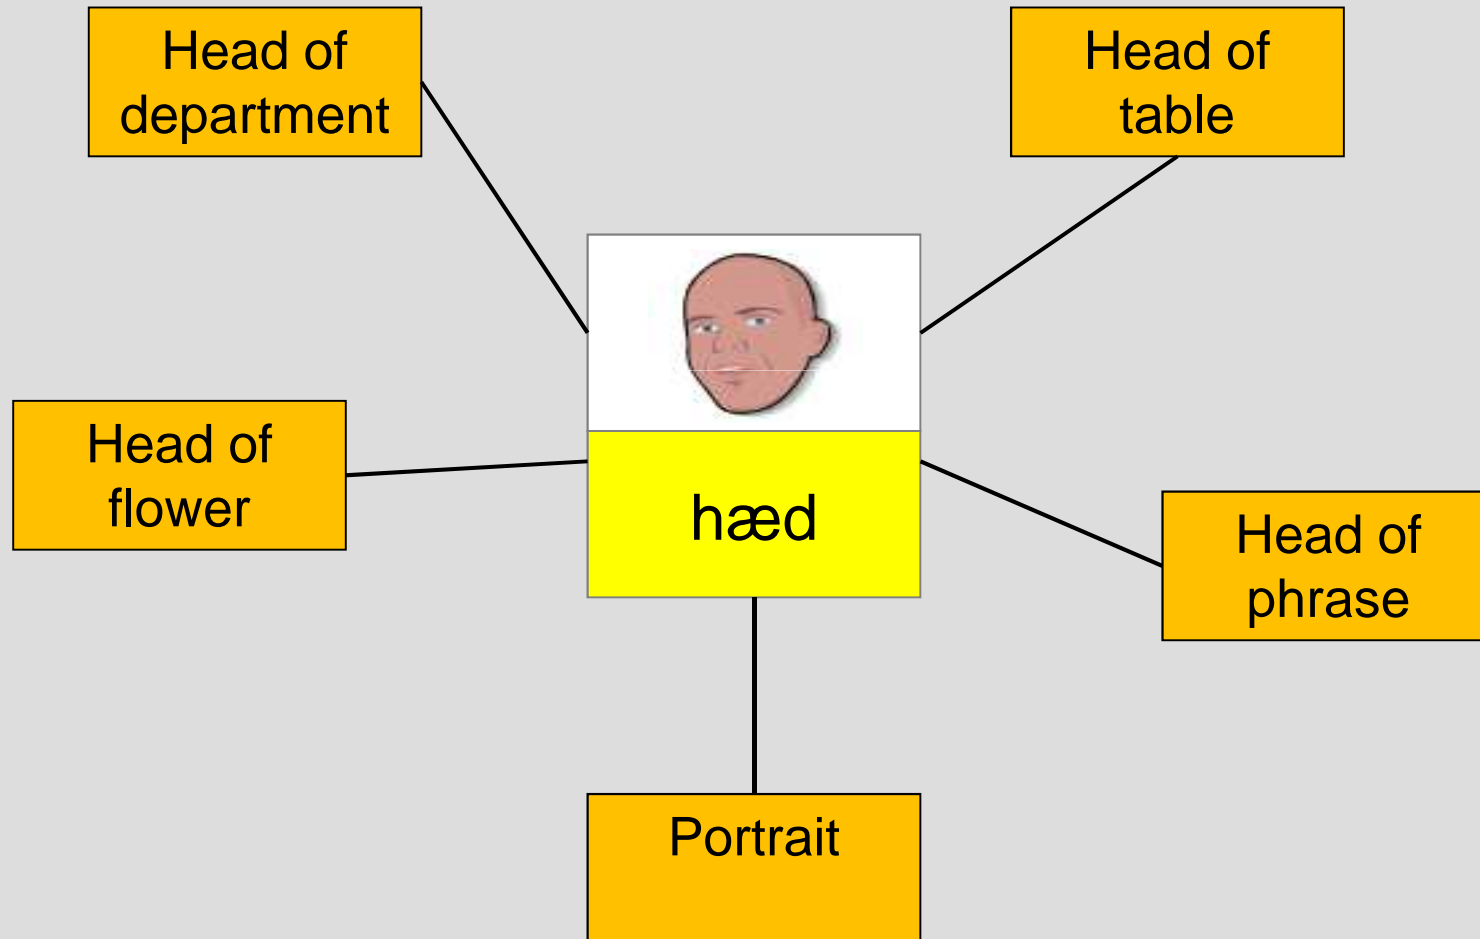 Head of
department
Head of
table
Head of
flower
hæd
Head of
phrase
Portrait